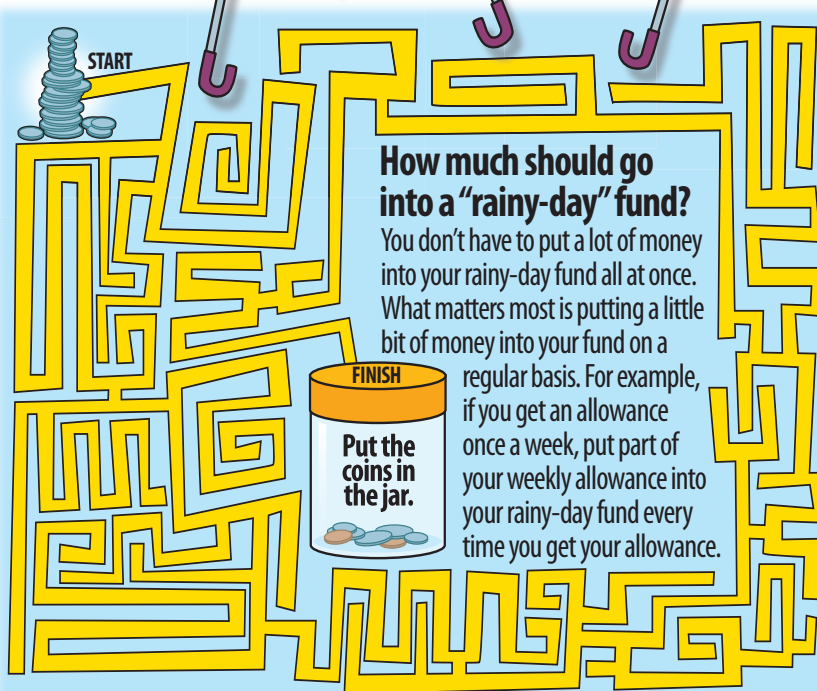 START
How much should go
into a “rainy-day” fund?
You don’t have to put a lot of money
into your rainy-day fund all at once.
What matters most is putting a little
bit of money into your fund on a
regular basis. For example,
if you get an allowance
once a week, put part of
your weekly allowance into
your rainy-day fund every
time you get your allowance.
FINISH
Put the
coins in
the jar.